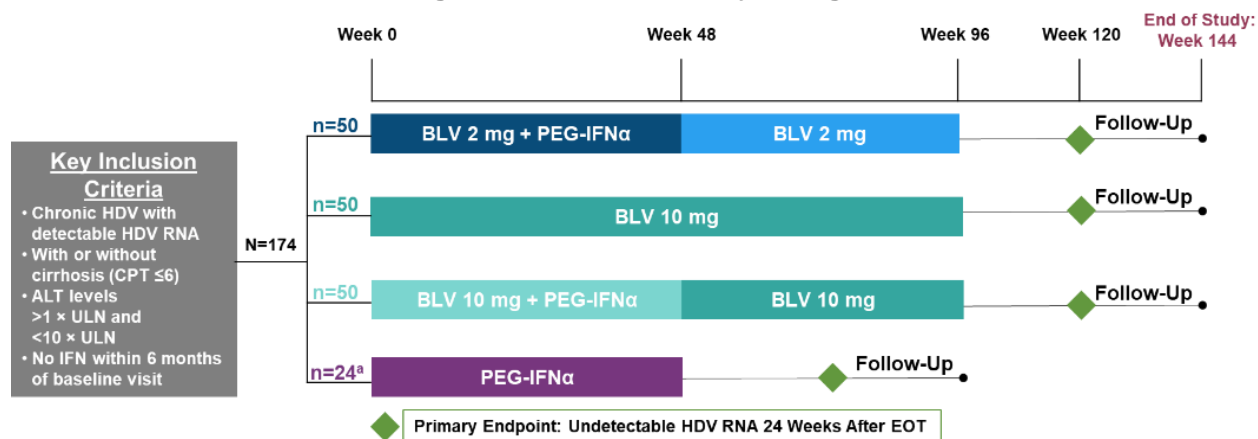 End of Study:
Week 0 Week 48 Week 96 Week 120 Week 144
n=50 BLV 2 mg + PEG-IFNα BLV 2 mg Follow-Up
Key Inclusion
Criteria
• Chronic HDV with
detectable HDV RNA
• With or without
cirrhosis (CPT ≤6)
• ALT levels
>1 × ULN and
<10 × ULN
• No IFN within 6 months
of baseline visit
N=174
n=50 BLV 10 mg Follow-Up
n=50 BLV 10 mg + PEG-IFNα BLV 10 mg Follow-Up
n=24ª PEG-IFNα Follow-Up
Primary Endpoint: Undetectable HDV RNA 24 Weeks After EOT